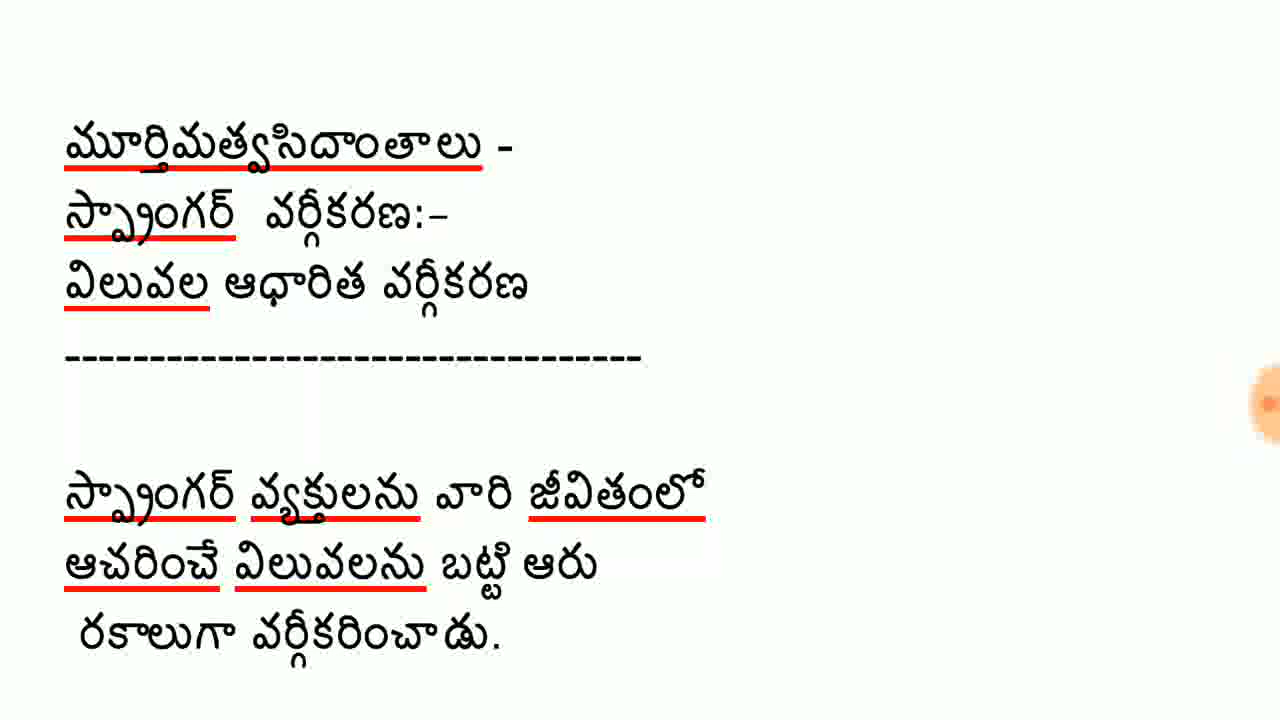 మూర్తిమత్వసిదాంతాలు -
స్ప్రాంగర్ వర్గీకరణ:-
విలువల ఆధారిత వర్గీకరణ
----------------------------------
స్ప్రాంగర్ వ్యక్తులను వారి జీవితంలో
ఆచరించే విలువలను బట్టి ఆరు
రకాలుగా వర్గీకరించాడు.